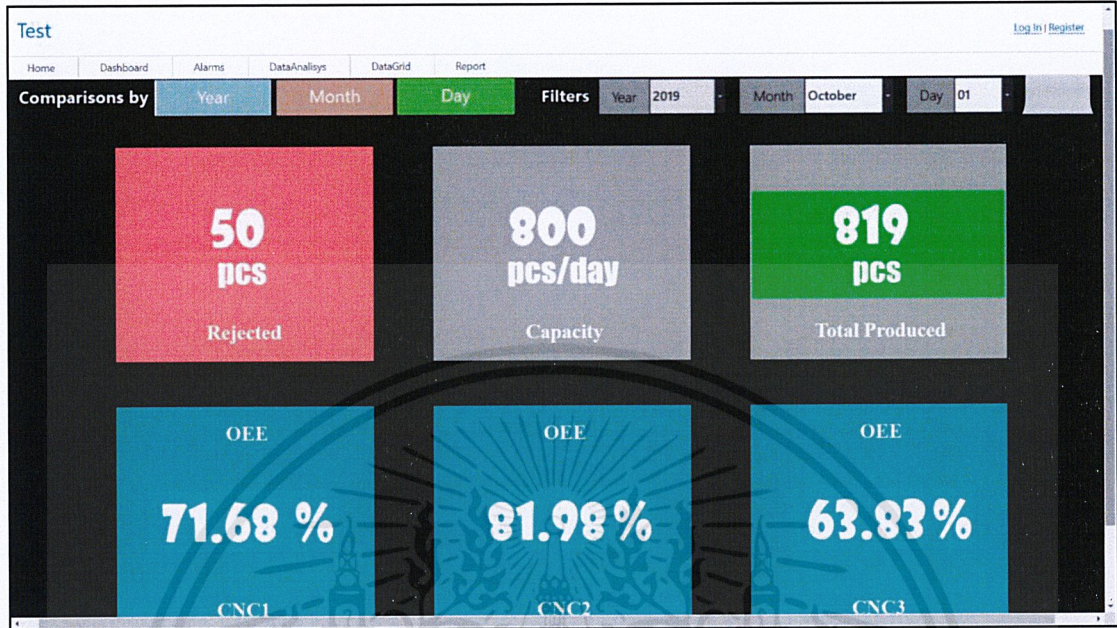 Test
Log In | Register
Home Dashboard Alarms DataAnalisys DataGrid Report
Comparisons by Year Month Day Filters Year 2019 Month October Day 01
50 pcs Rejected
800 pcs/day Capacity
819 pcs Total Produced
OEE 71.68 % CNC1
OEE 81.98 % CNC2
OEE 63.83 % CNC3